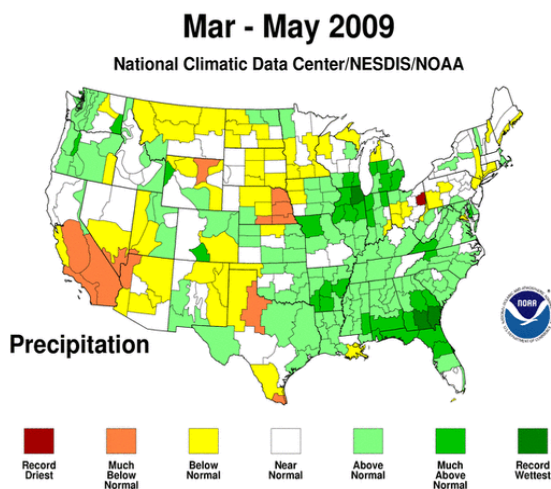 Mar - May 2009
National Climatic Data Center/NESDIS/NOAA
NOAA
Precipitation
Record Driest
Much Below Normal
Below Normal
Near Normal
Above Normal
Much Above Normal
Record Wettest